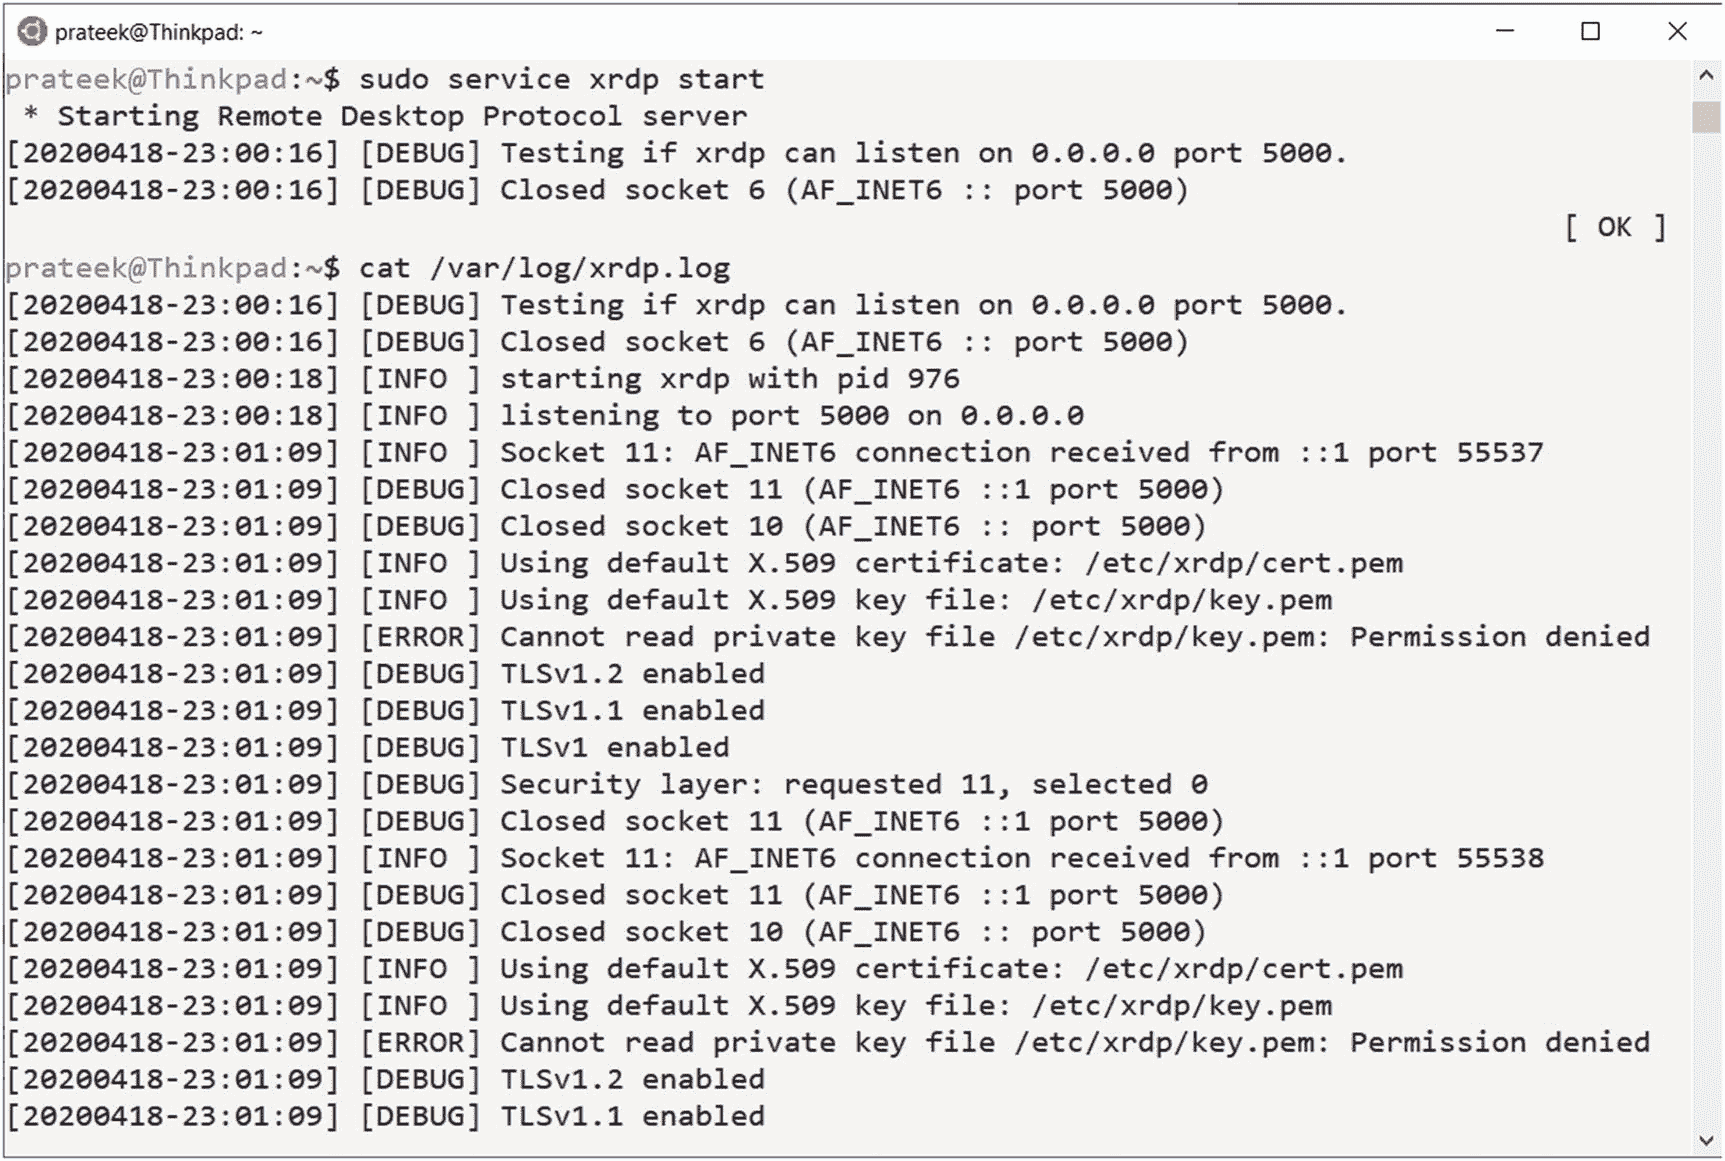 prateek@Thinkpad: ~
prateek@Thinkpad:~$ sudo service xrdp start
 * Starting Remote Desktop Protocol server
[20200418-23:00:16] [DEBUG] Testing if xrdp can listen on 0.0.0.0 port 5000.
[20200418-23:00:16] [DEBUG] Closed socket 6 (AF_INET6 :: port 5000)
[ OK ]
prateek@Thinkpad:~$ cat /var/log/xrdp.log
[20200418-23:00:16] [DEBUG] Testing if xrdp can listen on 0.0.0.0 port 5000.
[20200418-23:00:16] [DEBUG] Closed socket 6 (AF_INET6 :: port 5000)
[20200418-23:00:18] [INFO ] starting xrdp with pid 976
[20200418-23:00:18] [INFO ] listening to port 5000 on 0.0.0.0
[20200418-23:01:09] [INFO ] Socket 11: AF_INET6 connection received from ::1 port 55537
[20200418-23:01:09] [DEBUG] Closed socket 11 (AF_INET6 ::1 port 5000)
[20200418-23:01:09] [DEBUG] Closed socket 10 (AF_INET6 :: port 5000)
[20200418-23:01:09] [INFO ] Using default X.509 certificate: /etc/xrdp/cert.pem
[20200418-23:01:09] [INFO ] Using default X.509 key file: /etc/xrdp/key.pem
[20200418-23:01:09] [ERROR] Cannot read private key file /etc/xrdp/key.pem: Permission denied
[20200418-23:01:09] [DEBUG] TLSv1.2 enabled
[20200418-23:01:09] [DEBUG] TLSv1.1 enabled
[20200418-23:01:09] [DEBUG] TLSv1 enabled
[20200418-23:01:09] [DEBUG] Security layer: requested 11, selected 0
[20200418-23:01:09] [DEBUG] Closed socket 11 (AF_INET6 ::1 port 5000)
[20200418-23:01:09] [INFO ] Socket 11: AF_INET6 connection received from ::1 port 55538
[20200418-23:01:09] [DEBUG] Closed socket 11 (AF_INET6 ::1 port 5000)
[20200418-23:01:09] [DEBUG] Closed socket 10 (AF_INET6 :: port 5000)
[20200418-23:01:09] [INFO ] Using default X.509 certificate: /etc/xrdp/cert.pem
[20200418-23:01:09] [INFO ] Using default X.509 key file: /etc/xrdp/key.pem
[20200418-23:01:09] [ERROR] Cannot read private key file /etc/xrdp/key.pem: Permission denied
[20200418-23:01:09] [DEBUG] TLSv1.2 enabled
[20200418-23:01:09] [DEBUG] TLSv1.1 enabled